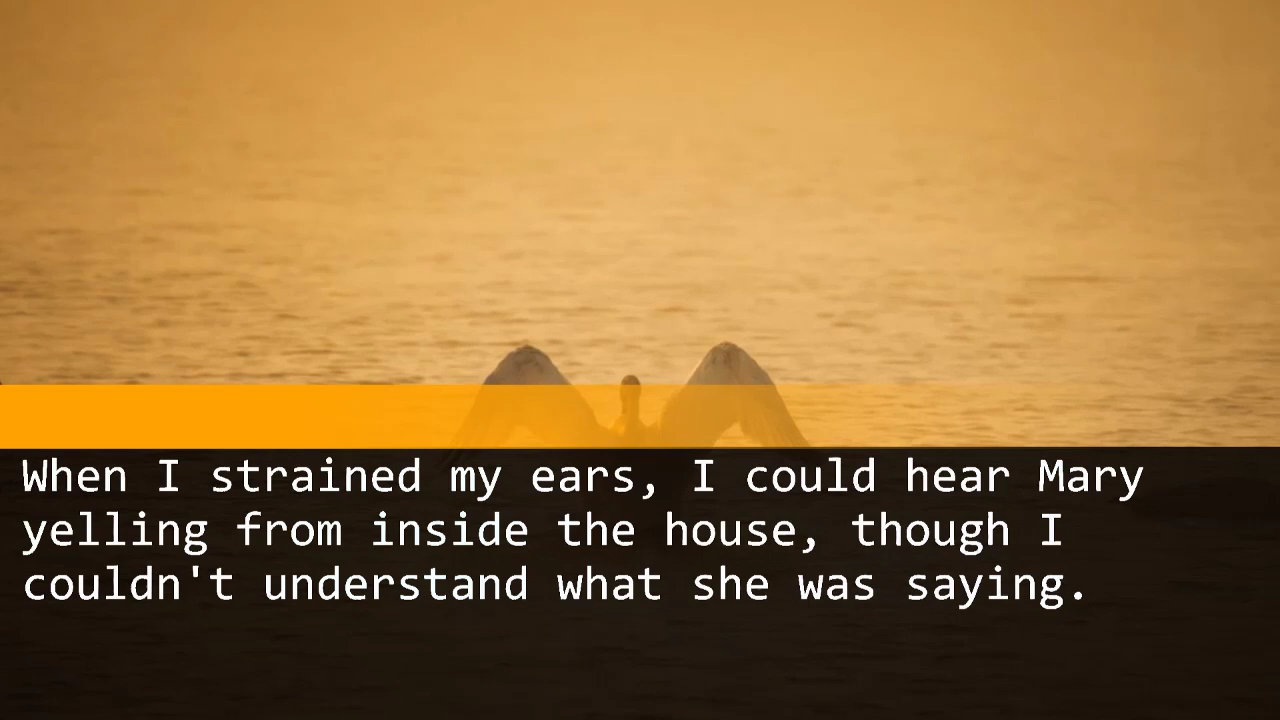 When I strained my ears, I could hear Mary
yelling from inside the house, though I
couldn't understand what she was saying.